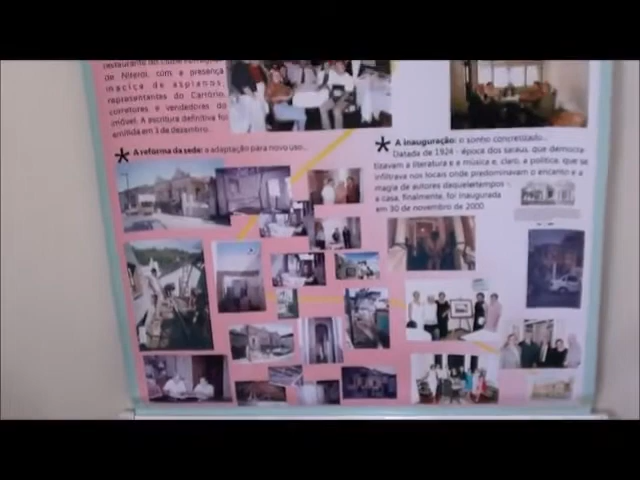 restaurante do Clube Português
de Niterói, com a presença
maciça de aspianos,
representantes do Cartório,
corretores e vendedores do
imóvel. A escritura definitiva foi
emitida em 3 de dezembro.
* A reforma da sede: a adaptação para novo uso...
* A inauguração: o sonho concretizado...
Datada de 1924 - época dos saraus, que democra-
tizavam a literatura e a música e, claro, a política, que se
infiltrava nos locais onde predominavam o encanto e a
magia de autores daqueles tempos -
a casa, finalmente, foi inaugurada
em 30 de novembro de 2000